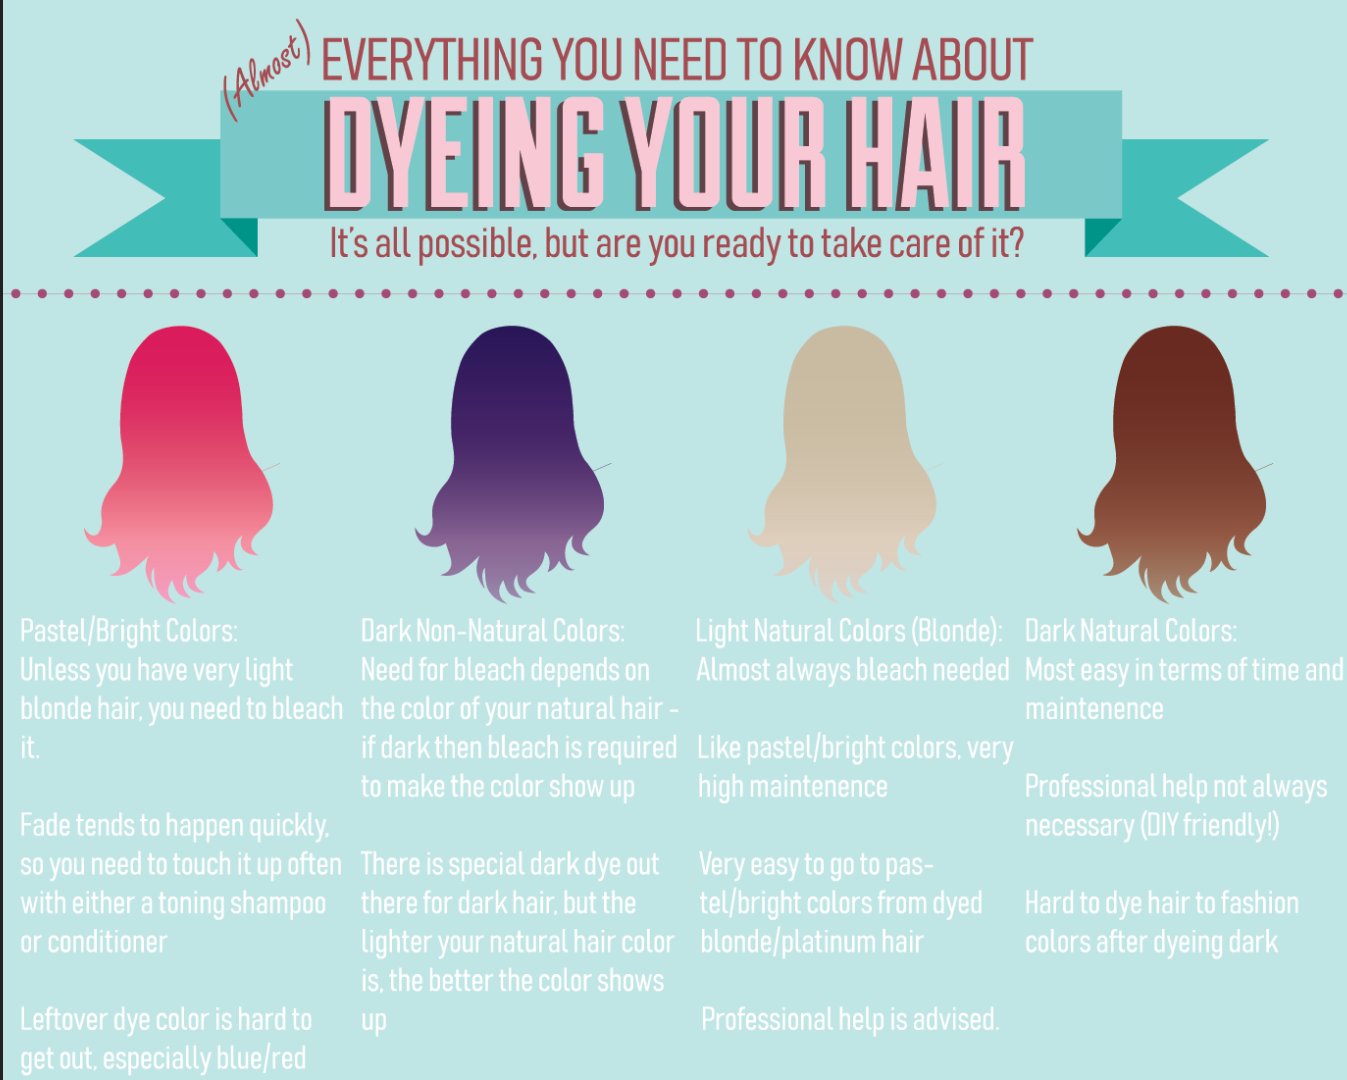 (Almost)
EVERYTHING YOU NEED TO KNOW ABOUT
DYEING YOUR HAIR
It's all possible, but are you ready to take care of it?
Pastel/Bright Colors:
Unless you have very light
blonde hair, you need to bleach
it.
Fade tends to happen quickly,
so you need to touch it up often
with either a toning shampoo
or conditioner
Leftover dye color is hard to
get out, especially blue/red
Dark Non-Natural Colors:
Need for bleach depends on
the color of your natural hair -
if dark then bleach is required
to make the color show up
There is special dark dye out
there for dark hair, but the
lighter your natural hair color
is, the better the color shows
up
Light Natural Colors (Blonde):
Almost always bleach needed
Like pastel/bright colors, very
high maintenence
Very easy to go to pas-
tel/bright colors from dyed
blonde/platinum hair
Professional help is advised.
Dark Natural Colors:
Most easy in terms of time and
maintenence
Professional help not always
necessary (DIY friendly!)
Hard to dye hair to fashion
colors after dyeing dark